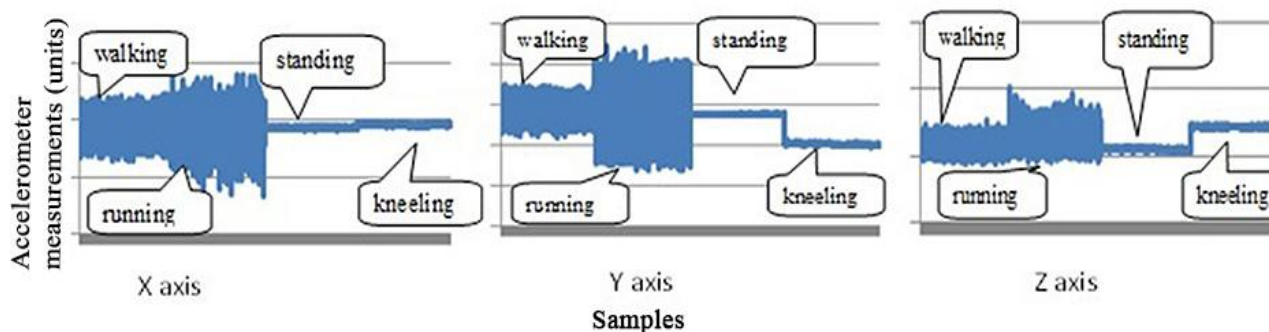 Accelerometer
measurements (units)
walking
standing
running
kneeling
X axis
walking
standing
running
kneeling
Y axis
walking
standing
running
kneeling
Z axis
Samples